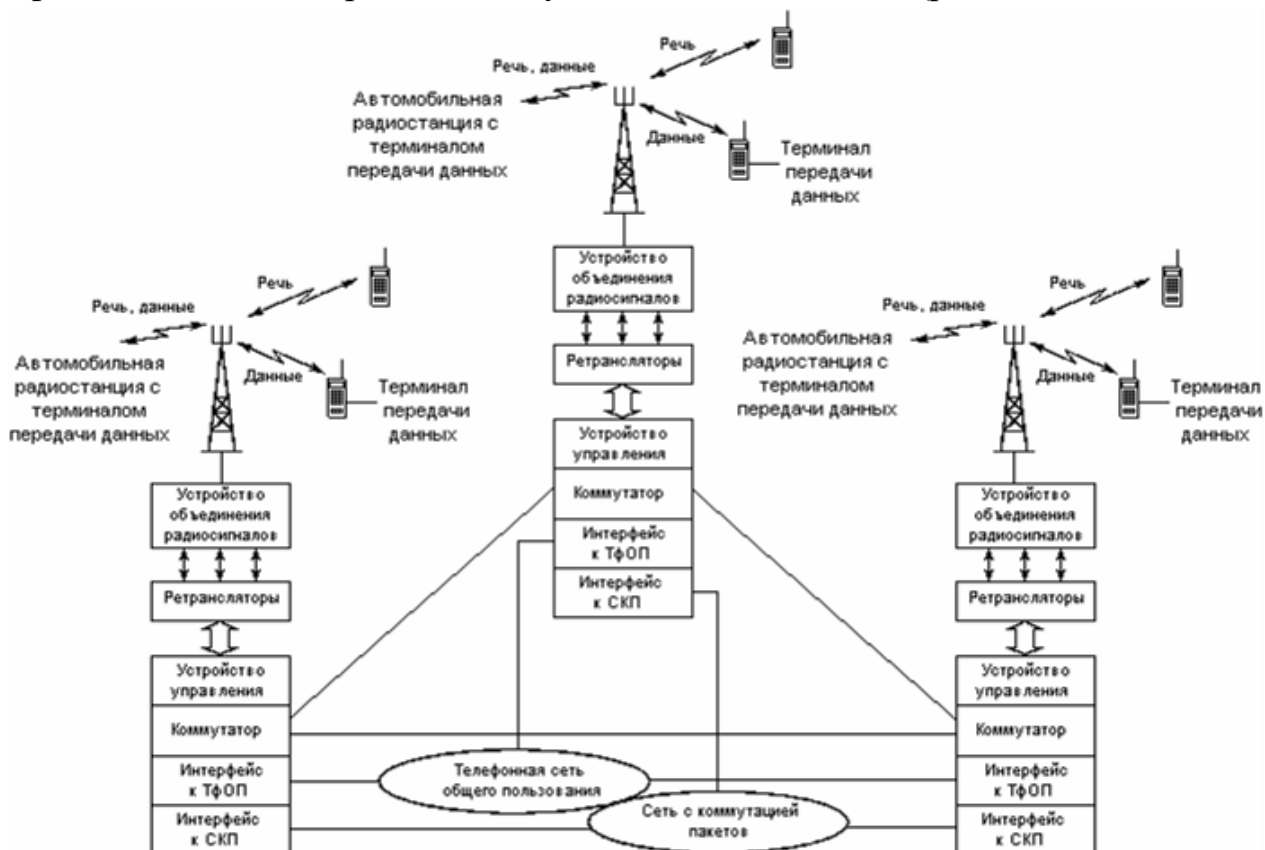 Речь
Речь, данные
Автомобильная
радиостанция с
терминалом
передачи данных
Данные
Терминал
передачи
данных
Устройство
объединения
радиосигналов
Ретрансляторы
Устройство
управления
Коммутатор
Интерфейс
к ТфОП
Интерфейс
к СКП
Речь
Речь, данные
Автомобильная
радиостанция с
терминалом
передачи данных
Данные
Терминал
передачи
данных
Устройство
объединения
радиосигналов
Ретрансляторы
Устройство
управления
Коммутатор
Интерфейс
к ТфОП
Интерфейс
к СКП
Речь
Речь, данные
Автомобильная
радиостанция с
терминалом
передачи данных
Данные
Терминал
передачи
данных
Устройство
объединения
радиосигналов
Ретрансляторы
Устройство
управления
Коммутатор
Интерфейс
к ТфОП
Интерфейс
к СКП
Телефонная сеть
общего пользования
Сеть с коммутацией
пакетов